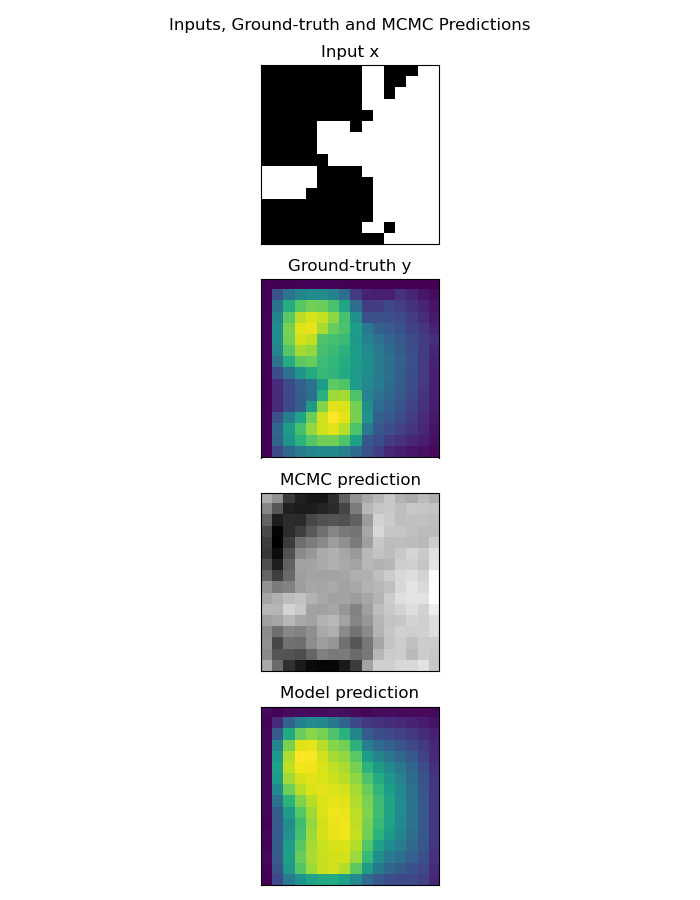 Inputs, Ground-truth and MCMC Predictions
Input x
Ground-truth y
MCMC prediction
Model prediction